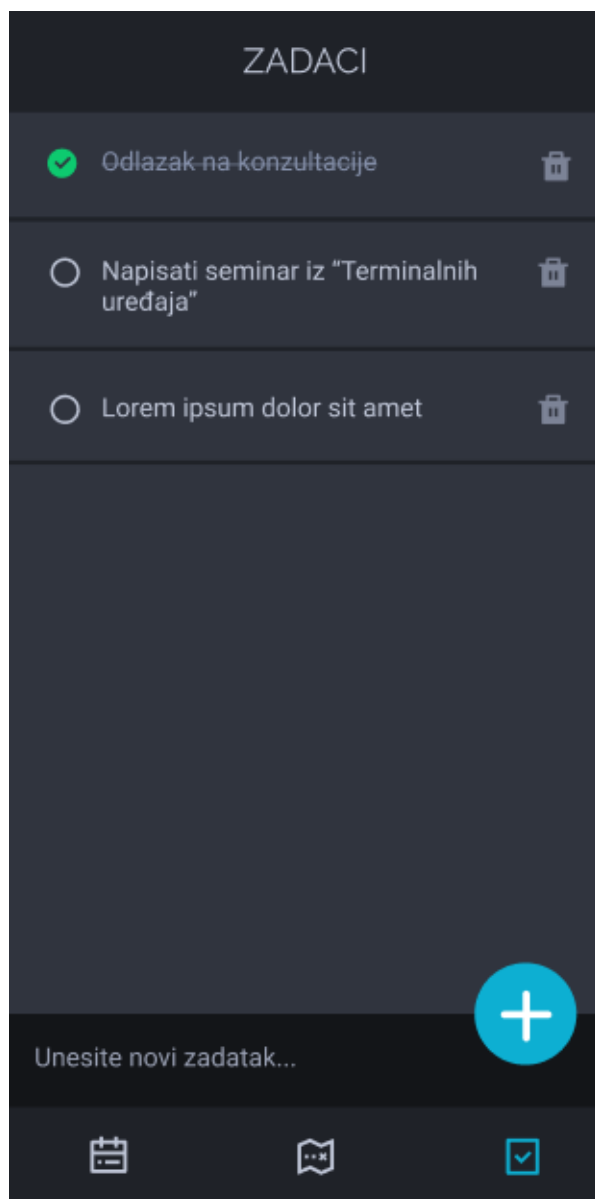 ZADACI
Odlazak na konzultacije
Napisati seminar iz “Terminalnih
uređaja”
Lorem ipsum dolor sit amet
Unesite novi zadatak...